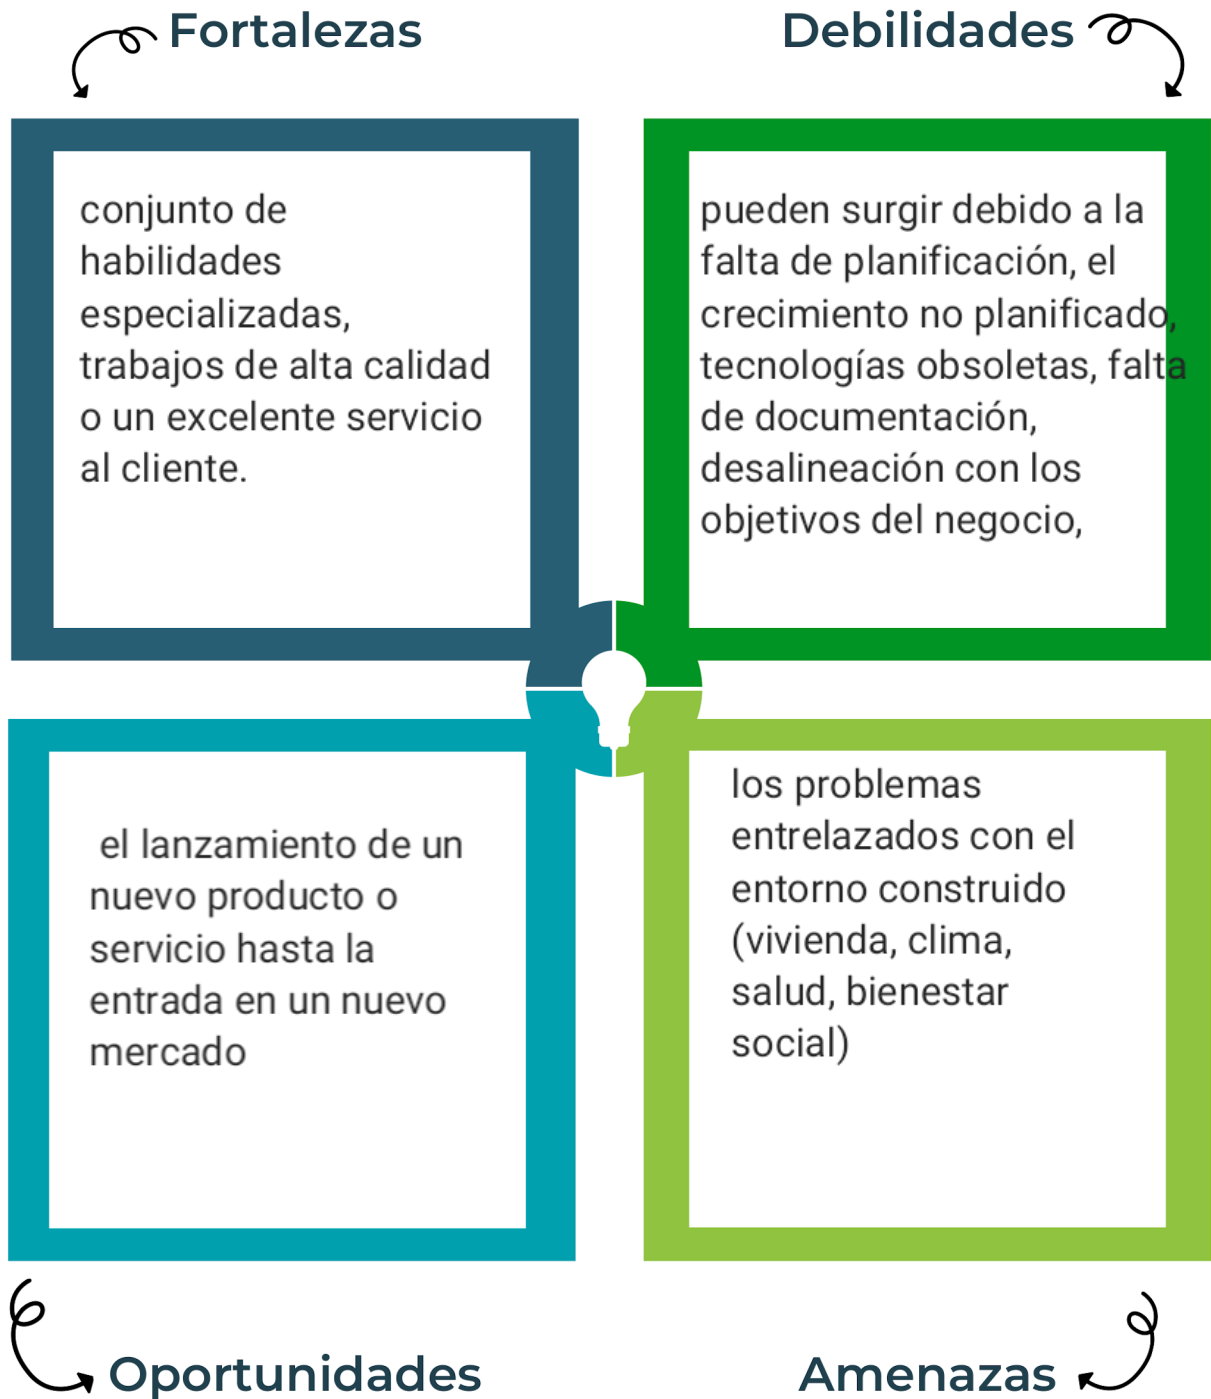 Fortalezas
conjunto de
habilidades
especializadas,
trabajos de alta calidad
o un excelente servicio
al cliente.
Debilidades
pueden surgir debido a la
falta de planificación, el
crecimiento no planificado,
tecnologías obsoletas, falta
de documentación,
desalineación con los
objetivos del negocio,
el lanzamiento de un
nuevo producto o
servicio hasta la
entrada en un nuevo
mercado
Oportunidades
los problemas
entrelazados con el
entorno construido
(vivienda, clima,
salud, bienestar
social)
Amenazas